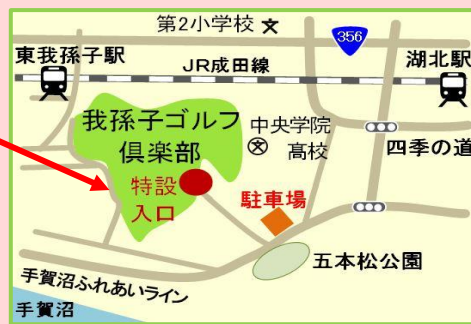 第2小学校
356
東我孫子駅
JR成田線
湖北駅
我孫子ゴルフ
倶楽部
中央学院
高校
四季の道
特設
入口
駐車場
五本松公園
手賀沼ふれあいライン
手賀沼